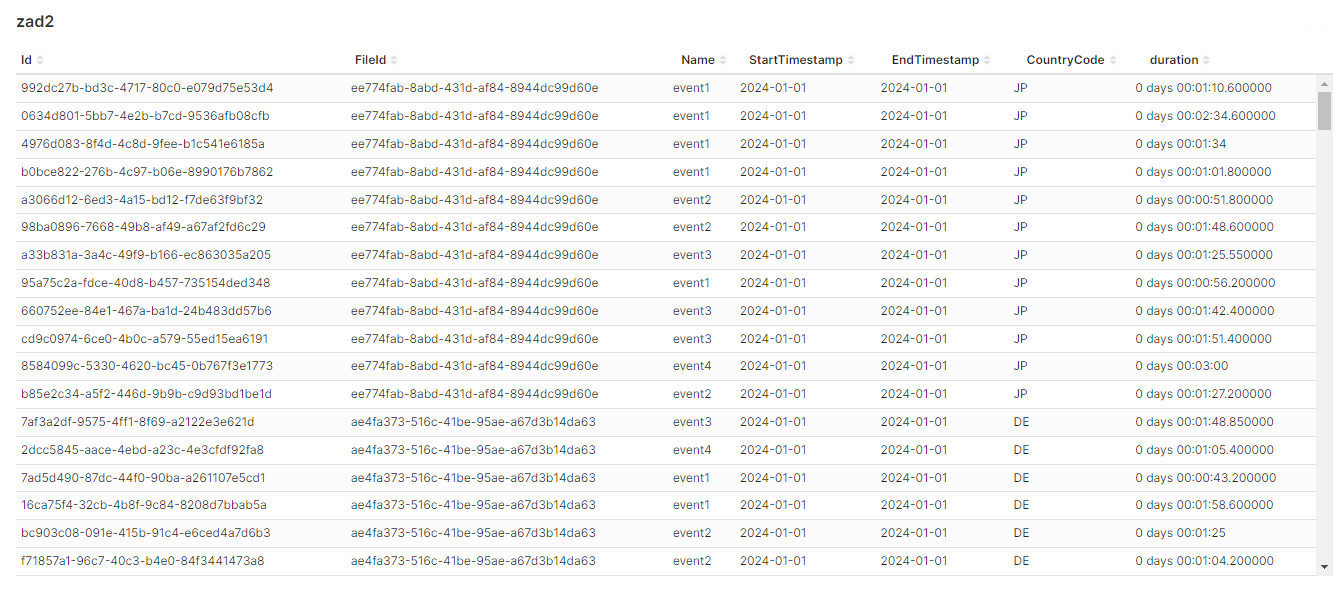 zad2
Id FileId Name StartTimestamp EndTimestamp CountryCode duration
992dc27b-bd3c-4717-80c0-e079d75e53d4 ee774fab-8abd-431d-af84-8944dc99d60e event1 2024-01-01 2024-01-01 JP 0 days 00:01:10.600000
0634d801-5bb7-4e2b-b7cd-9536afb08cfb ee774fab-8abd-431d-af84-8944dc99d60e event1 2024-01-01 2024-01-01 JP 0 days 00:02:34.600000
4976d083-8f4d-4c8d-9fee-b1c541e6185a ee774fab-8abd-431d-af84-8944dc99d60e event1 2024-01-01 2024-01-01 JP 0 days 00:01:34
b0bce822-276b-4c97-b06e-8990176b7862 ee774fab-8abd-431d-af84-8944dc99d60e event1 2024-01-01 2024-01-01 JP 0 days 00:01:01.800000
a3066d12-6ed3-4a15-bd12-f7de63f9bf32 ee774fab-8abd-431d-af84-8944dc99d60e event2 2024-01-01 2024-01-01 JP 0 days 00:00:51.800000
98ba0896-7668-49b8-af49-a67af2fd6c29 ee774fab-8abd-431d-af84-8944dc99d60e event2 2024-01-01 2024-01-01 JP 0 days 00:01:48.600000
a33b831a-3a4c-49f9-b166-ec863035a205 ee774fab-8abd-431d-af84-8944dc99d60e event3 2024-01-01 2024-01-01 JP 0 days 00:01:25.550000
95a75c2a-fdce-40d8-b457-735154ded348 ee774fab-8abd-431d-af84-8944dc99d60e event1 2024-01-01 2024-01-01 JP 0 days 00:00:56.200000
660752ee-84e1-467a-ba1d-24b483dd57b6 ee774fab-8abd-431d-af84-8944dc99d60e event3 2024-01-01 2024-01-01 JP 0 days 00:01:42.400000
cd9c0974-6ce0-4b0c-a579-55ed15ea6191 ee774fab-8abd-431d-af84-8944dc99d60e event3 2024-01-01 2024-01-01 JP 0 days 00:01:51.400000
8584099c-5330-4620-bc45-0b767f3e1773 ee774fab-8abd-431d-af84-8944dc99d60e event4 2024-01-01 2024-01-01 JP 0 days 00:03:00
b85e2c34-a5f2-446d-9b9b-c9d93bd1be1d ee774fab-8abd-431d-af84-8944dc99d60e event2 2024-01-01 2024-01-01 JP 0 days 00:01:27.200000
7af3a2df-9575-4ff1-8f69-a2122e3e621d ae4fa373-516c-41be-95ae-a67d3b14da63 event3 2024-01-01 2024-01-01 DE 0 days 00:01:48.850000
2dcc5845-aace-4ebd-a23c-4e3cfdf92fa8 ae4fa373-516c-41be-95ae-a67d3b14da63 event4 2024-01-01 2024-01-01 DE 0 days 00:01:05.400000
7ad5d490-87dc-44f0-90ba-a261107e5cd1 ae4fa373-516c-41be-95ae-a67d3b14da63 event1 2024-01-01 2024-01-01 DE 0 days 00:00:43.200000
16ca75f4-32cb-4b8f-9c84-8208d7bbab5a ae4fa373-516c-41be-95ae-a67d3b14da63 event1 2024-01-01 2024-01-01 DE 0 days 00:01:58.600000
bc903c08-091e-415b-91c4-e6ced4a7d6b3 ae4fa373-516c-41be-95ae-a67d3b14da63 event2 2024-01-01 2024-01-01 DE 0 days 00:01:25
f71857a1-96c7-40c3-b4e0-84f3441473a8 ae4fa373-516c-41be-95ae-a67d3b14da63 event2 2024-01-01 2024-01-01 DE 0 days 00:01:04.200000